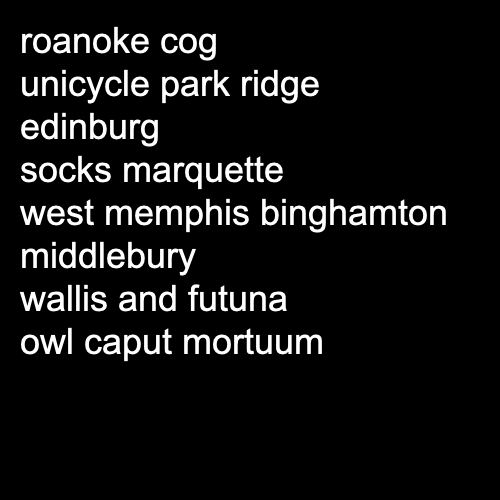 roanoke cog
unicycle park ridge
edinburg
socks marquette
west memphis binghamton
middlebury
wallis and futuna
owl caput mortuum